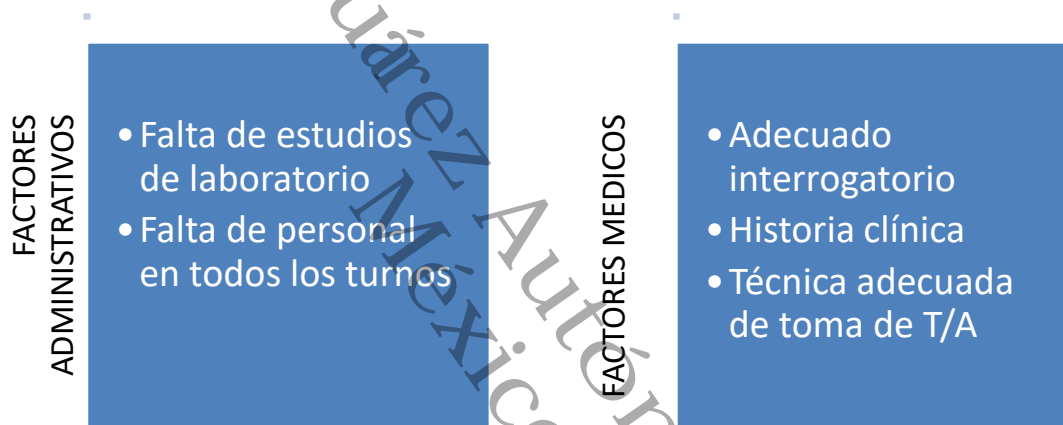 FACTORES
ADMINISTRATIVOS
• Falta de estudios
de laboratorio
• Falta de personal
en todos los turnos
FACTORES MEDICOS
• Adecuado
interrogatorio
• Historia clínica
• Técnica adecuada
de toma de T/A
México